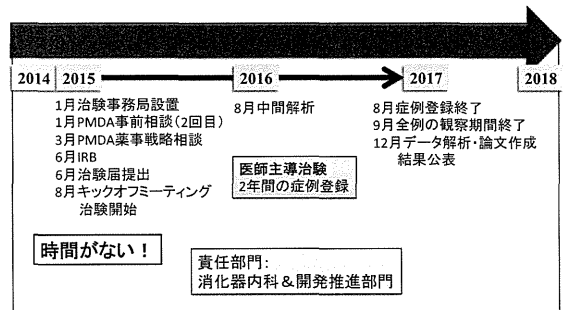 2014 2015 2016 2017 2018
1月治験事務局設置
1月PMDA事前相談(2回目)
3月PMDA薬事戦略相談
6月IRB
6月治験届提出
8月キックオフミーティング
治験開始
8月中間解析
8月症例登録終了
9月全例の観察期間終了
12月データ解析・論文作成
結果公表
医師主導治験
2年間の症例登録
時間がない!
責任部門:
消化器内科&開発推進部門